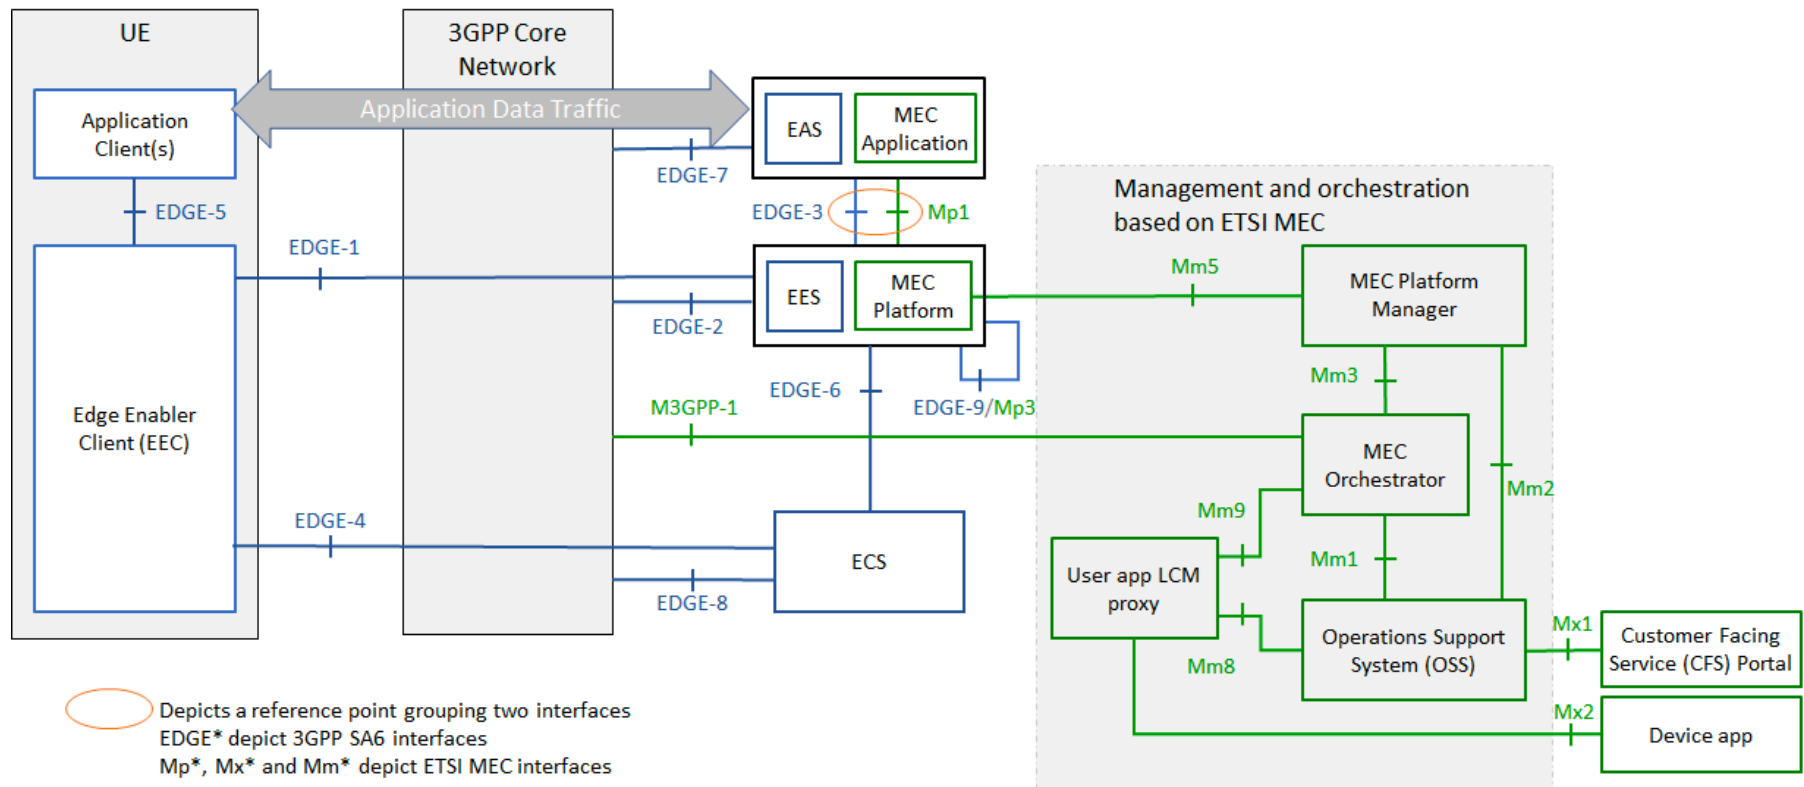 UE
3GPP Core
Network
Application
Client(s)
Application Data Traffic
EAS
MEC
Application
EDGE-7
EDGE-5
EDGE-3
Mp1
Management and orchestration
based on ETSI MEC
EDGE-1
EES
MEC
Platform
EDGE-2
Mm5
MEC Platform
Manager
EDGE-6
EDGE-9/Mp3
Mm3
M3GPP-1
Edge Enabler
Client (EEC)
MEC
Orchestrator
Mm2
Mm9
EDGE-4
ECS
EDGE-8
Mm1
User app LCM
proxy
Mm8
Operations Support
System (OSS)
Mx1
Customer Facing
Service (CFS) Portal
Mx2
Device app
Depicts a reference point grouping two interfaces
EDGE* depict 3GPP SA6 interfaces
Mp*, Mx* and Mm* depict ETSI MEC interfaces